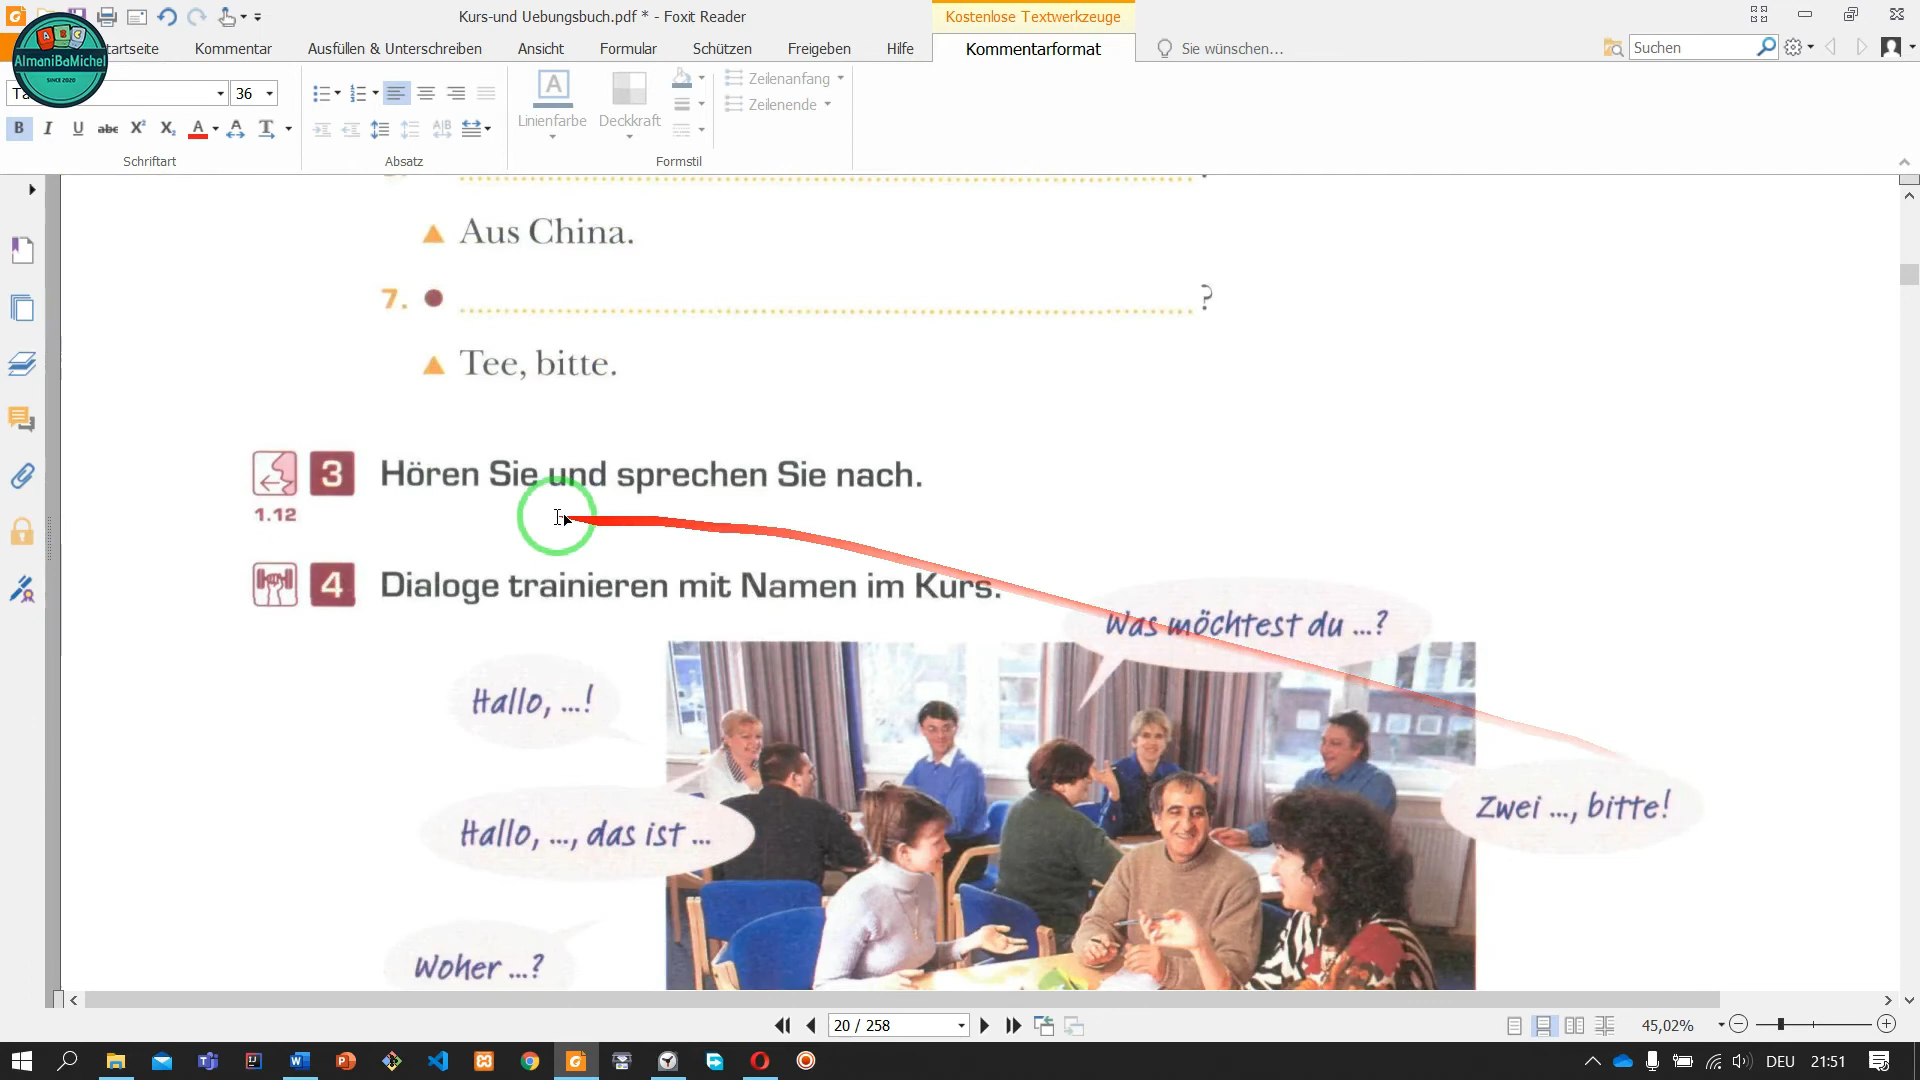 Kurs-und Uebungsbuch.pdf * - Foxit Reader
Kostenlose Textwerkzeuge
A B C
AlmaniBaMichel
SINCE 2020
tartseite
Kommentar
Ausfüllen & Unterschreiben
Ansicht
Formular
Schützen
Freigeben
Hilfe
Kommentarformat
Sie wünschen...
Suchen
36
Linienfarbe
Deckkraft
Zeilenanfang
Zeilenende
Schriftart
Absatz
Formstil
Aus China.
7. ?
Tee, bitte.
3 Hören Sie und sprechen Sie nach.
1.12
4 Dialoge trainieren mit Namen im Kurs.
Was möchtest du ...?
Hallo, ...!
Zwei ..., bitte!
Hallo, ..., das ist ...
Woher ...?
20 / 258
45,02%
DEU
21:51